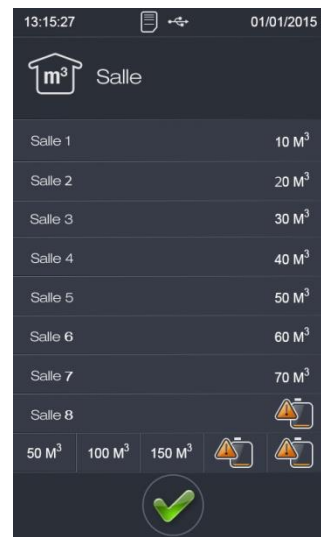 13:15:27 01/01/2015
m³ Salle
Salle 1 10 M³
Salle 2 20 M³
Salle 3 30 M³
Salle 4 40 M³
Salle 5 50 M³
Salle 6 60 M³
Salle 7 70 M³
Salle 8
50 M³ 100 M³ 150 M³